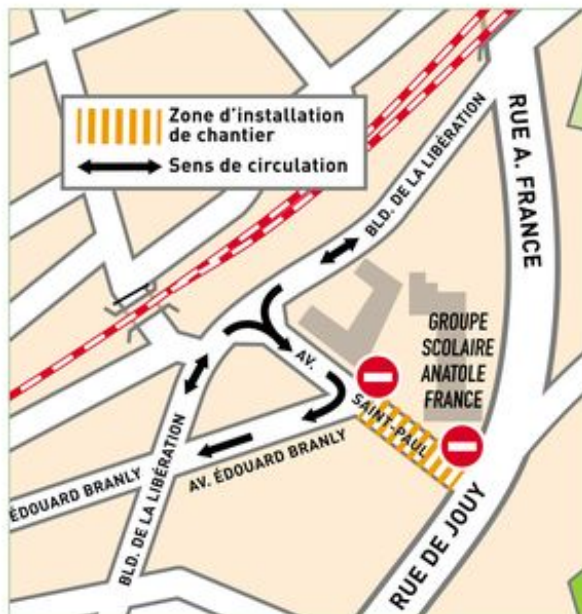 Zone d'installation
de chantier
Sens de circulation
BLD. DE LA LIBÉRATION
RUE A. FRANCE
GROUPE
SCOLAIRE
ANATOLE
FRANCE
AV.
SAINT-PAUL
AV. ÉDOUARD BRANLY
ÉDOUARD BRANLY
BLD. DE LA LIBÉRATION
RUE DE JOUY